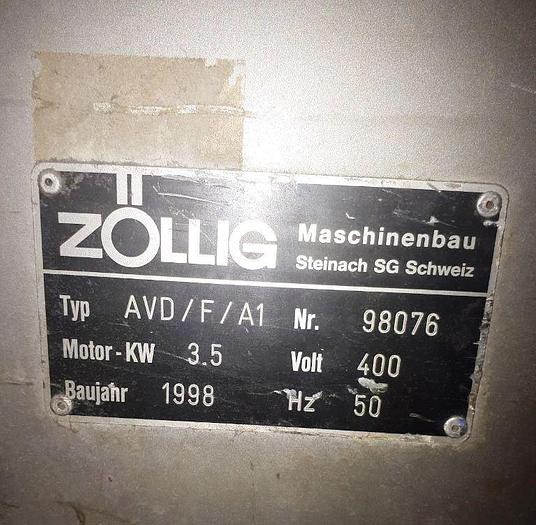 ZÖLLIG Maschinenbau
Steinach SG Schweiz
Typ AVD/F/A1 Nr. 98076
Motor-KW 3.5 Volt 400
Baujahr 1998 Hz 50